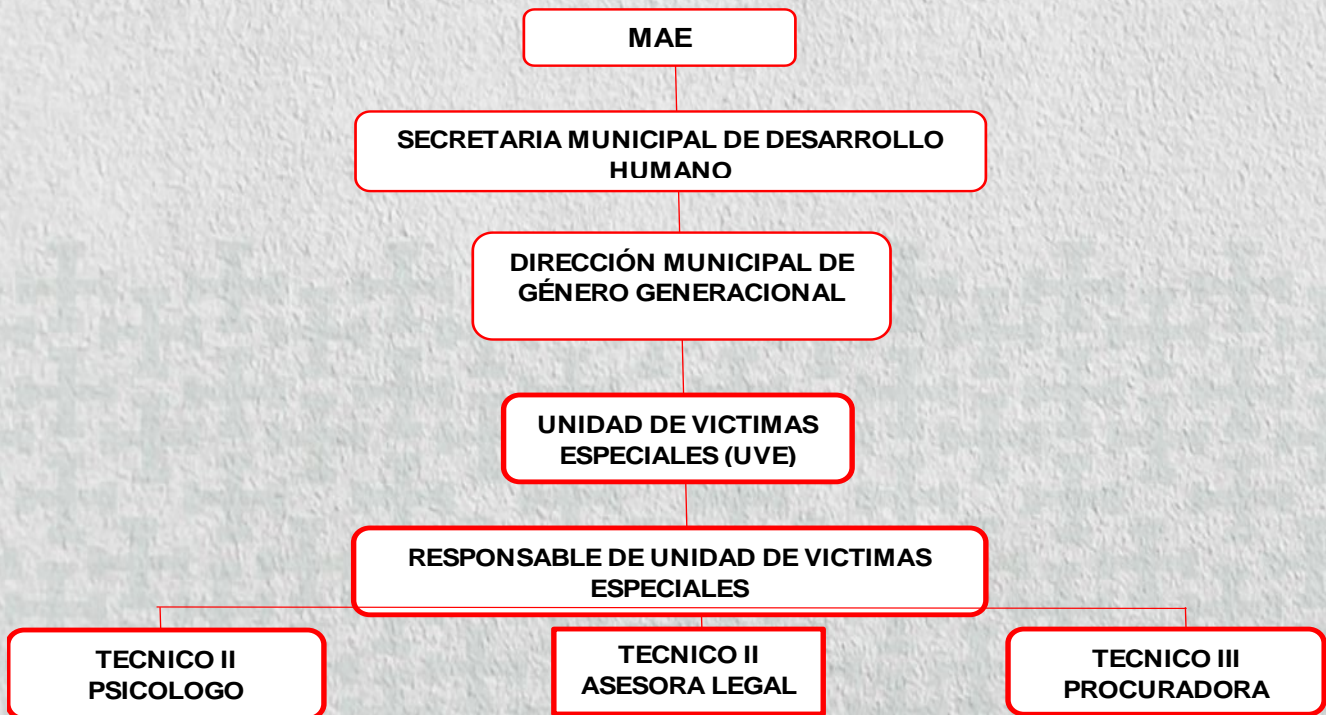 MAE
SECRETARIA MUNICIPAL DE DESARROLLO
HUMANO
DIRECCIÓN MUNICIPAL DE
GÉNERO GENERACIONAL
UNIDAD DE VICTIMAS
ESPECIALES (UVE)
RESPONSABLE DE UNIDAD DE VICTIMAS
ESPECIALES
TECNICO II
PSICOLOGO
TECNICO II
ASESORA LEGAL
TECNICO III
PROCURADORA